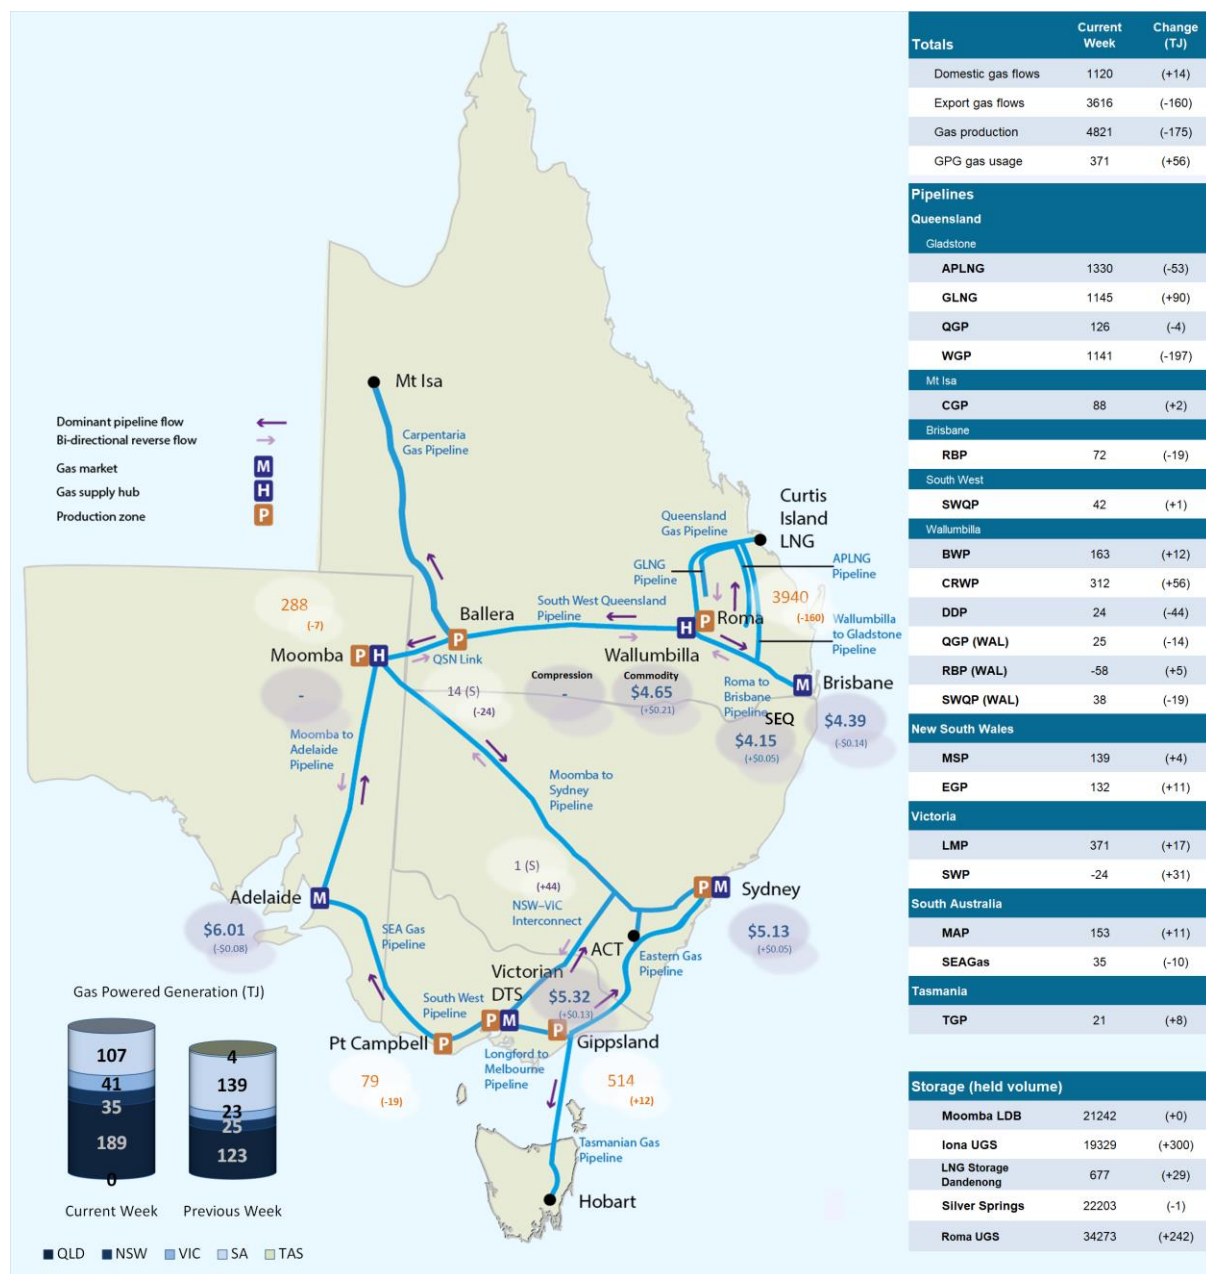 Mt Isa
Dominant pipeline flow
Bi-directional reverse flow
Gas market M
Gas supply hub H
Production zone P
Carpentaria
Gas Pipeline
Queensland
Gas Pipeline
Curtis
Island
LNG
GLNG
Pipeline
APLNG
Pipeline
288
(-7)
Ballera
P
South West Queensland
Pipeline
H
P
Roma
3940
(-160)
Wallumbilla
to Gladstone
Pipeline
Moomba
P H
QSN Link
Wallumbilla
Compression
-
Commodity
$4.65
(+$0.21)
Roma to
Brisbane
Pipeline
M
Brisbane
-
14 (S)
(-24)
SEQ
$4.15
(+$0.05)
$4.39
(-$0.14)
Moomba to
Adelaide
Pipeline
Moomba to
Sydney
Pipeline
1 (S)
(+44)
NSW–VIC
Interconnect
P M
Sydney
Adelaide
M
$6.01
(-$0.08)
SEA Gas
Pipeline
ACT
Eastern Gas
Pipeline
$5.13
(+$0.05)
Victorian
DTS
$5.32
(+$0.13)
South West
Pipeline
P M
P
Gippsland
Pt Campbell
P
Longford to
Melbourne
Pipeline
79
(-19)
514
(+12)
Tasmanian Gas
Pipeline
Hobart
Gas Powered Generation (TJ)
107
41
35
189
0
4
139
23
25
123
Current Week
Previous Week
QLD NSW VIC SA TAS
Totals Current Week Change (TJ)
Domestic gas flows 1120 (+14)
Export gas flows 3616 (-160)
Gas production 4821 (-175)
GPG gas usage 371 (+56)
Pipelines
Queensland
Gladstone
APLNG 1330 (-53)
GLNG 1145 (+90)
QGP 126 (-4)
WGP 1141 (-197)
Mt Isa
CGP 88 (+2)
Brisbane
RBP 72 (-19)
South West
SWQP 42 (+1)
Wallumbilla
BWP 163 (+12)
CRWP 312 (+56)
DDP 24 (-44)
QGP (WAL) 25 (-14)
RBP (WAL) -58 (+5)
SWQP (WAL) 38 (-19)
New South Wales
MSP 139 (+4)
EGP 132 (+11)
Victoria
LMP 371 (+17)
SWP -24 (+31)
South Australia
MAP 153 (+11)
SEAGas 35 (-10)
Tasmania
TGP 21 (+8)
Storage (held volume)
Moomba LDB 21242 (+0)
Iona UGS 19329 (+300)
LNG Storage
Dandenong 677 (+29)
Silver Springs 22203 (-1)
Roma UGS 34273 (+242)